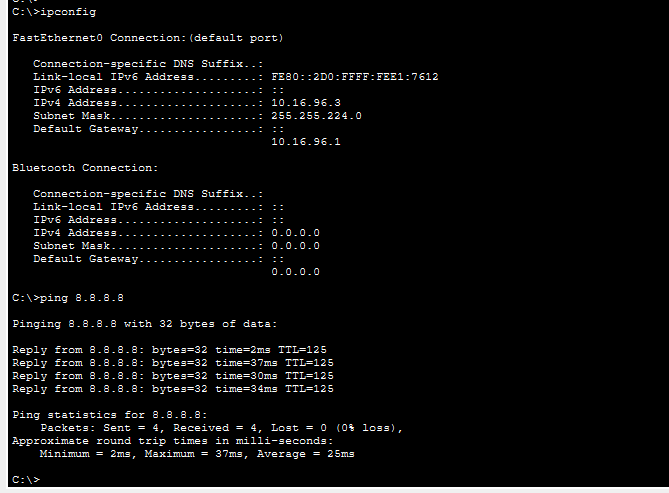 C:\>ipconfig
FastEthernet0 Connection:(default port)
Connection-specific DNS Suffix..:
Link-local IPv6 Address.........: FE80::2D0:FFFF:FEE1:7612
IPv6 Address....................: ::
IPv4 Address....................: 10.16.96.3
Subnet Mask.....................: 255.255.224.0
Default Gateway.................: ::
10.16.96.1
Bluetooth Connection:
Connection-specific DNS Suffix..:
Link-local IPv6 Address.........: ::
IPv6 Address....................: ::
IPv4 Address....................: 0.0.0.0
Subnet Mask.....................: 0.0.0.0
Default Gateway.................: ::
0.0.0.0
C:\>ping 8.8.8.8
Pinging 8.8.8.8 with 32 bytes of data:
Reply from 8.8.8.8: bytes=32 time=2ms TTL=125
Reply from 8.8.8.8: bytes=32 time=37ms TTL=125
Reply from 8.8.8.8: bytes=32 time=30ms TTL=125
Reply from 8.8.8.8: bytes=32 time=34ms TTL=125
Ping statistics for 8.8.8.8:
Packets: Sent = 4, Received = 4, Lost = 0 (0% loss),
Approximate round trip times in milli-seconds:
Minimum = 2ms, Maximum = 37ms, Average = 25ms
C:\>